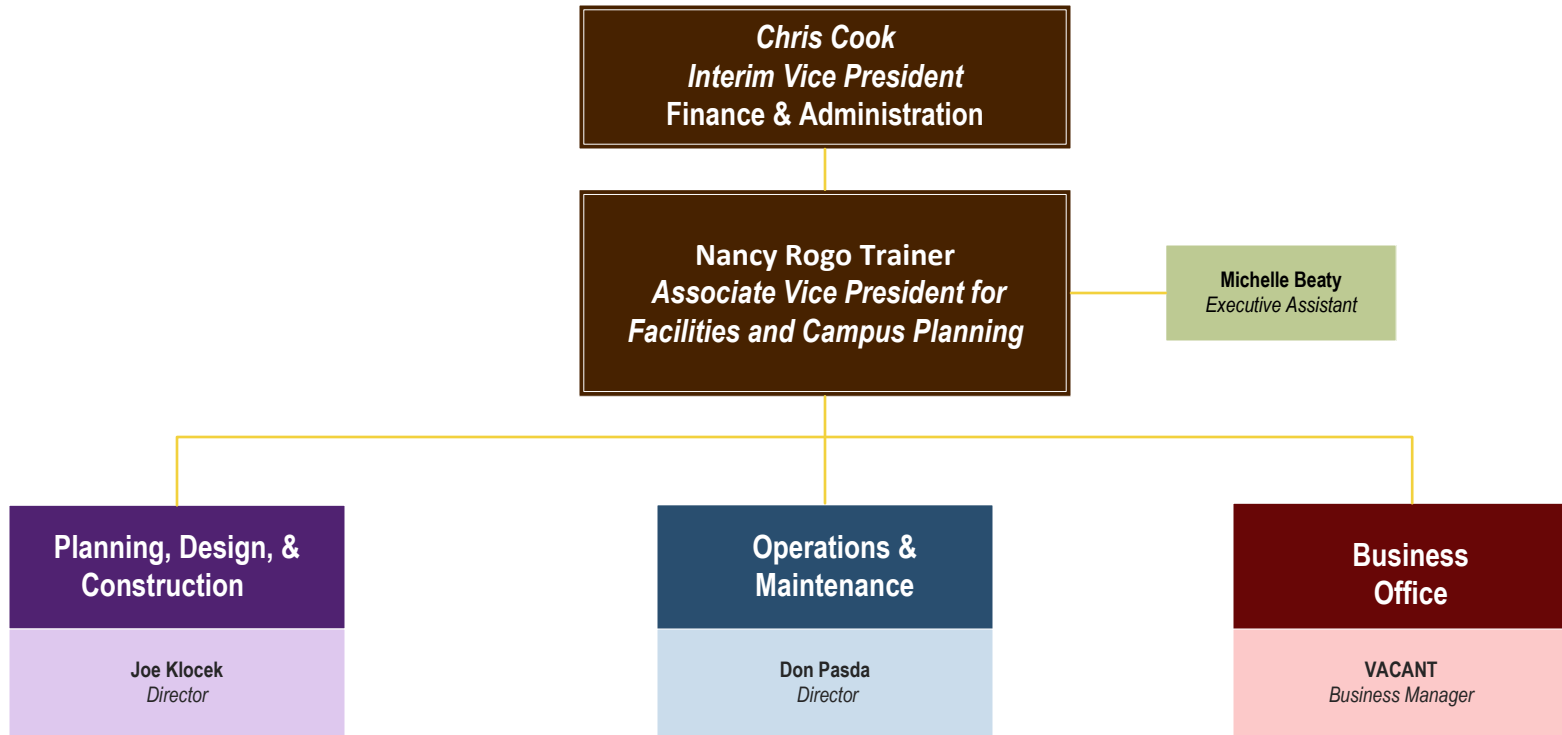 Chris Cook
Interim Vice President
Finance & Administration
Nancy Rogo Trainer
Associate Vice President for
Facilities and Campus Planning
Michelle Beaty
Executive Assistant
Planning, Design, &
Construction
Joe Klocek
Director
Operations &
Maintenance
Don Pasda
Director
Business
Office
VACANT
Business Manager